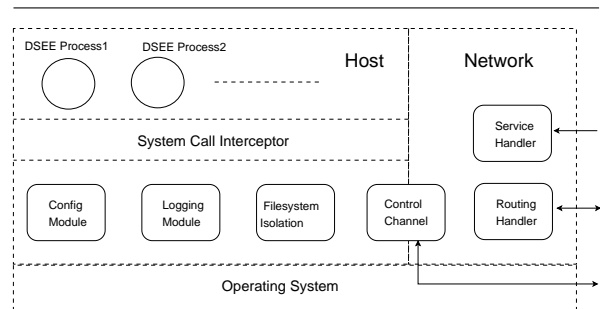 DSEE Process1
DSEE Process2
Host
Network
System Call Interceptor
Service
Handler
Config
Module
Logging
Module
Filesystem
Isolation
Control
Channel
Routing
Handler
Operating System